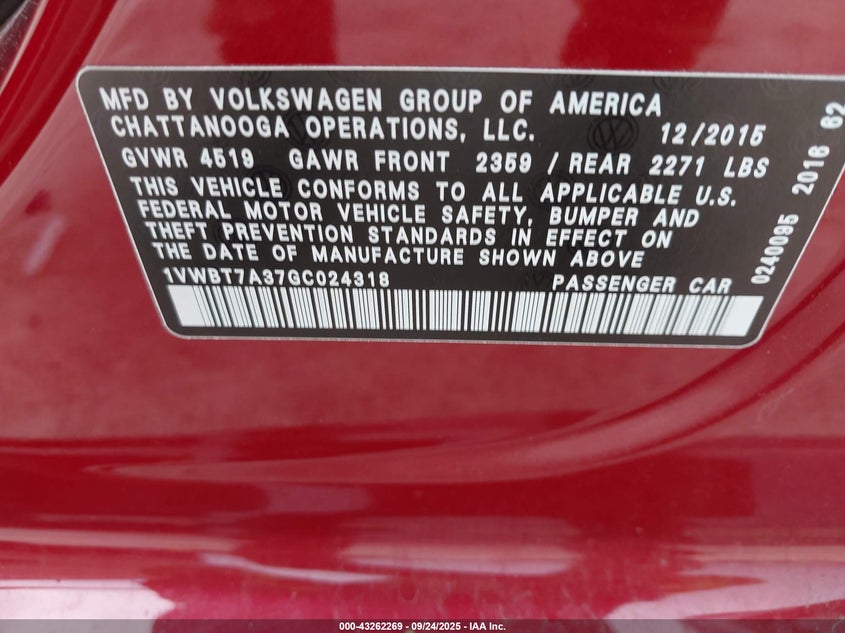 MFD BY VOLKSWAGEN GROUP OF AMERICA
CHATTANOOGA OPERATIONS, LLC. 12/2015
GVWR 4519 GAWR FRONT 2359 / REAR 2271 LBS
THIS VEHICLE CONFORMS TO ALL APPLICABLE U.S.
FEDERAL MOTOR VEHICLE SAFETY, BUMPER AND
THEFT PREVENTION STANDARDS IN EFFECT ON
THE DATE OF MANUFACTURE SHOWN ABOVE
1VWBT7A37GC024318 PASSENGER CAR
0240095 2016 62
000-43262269 - 09/24/2025 - IAA Inc.